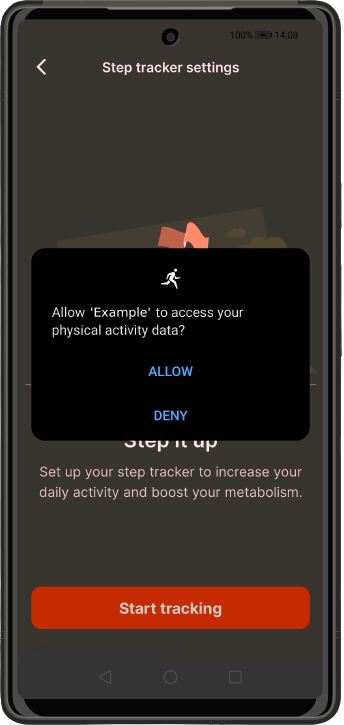 100% 14:08
Step tracker settings
Allow 'Example' to access your
physical activity data?
ALLOW
DENY
Step it up
Set up your step tracker to increase your
daily activity and boost your metabolism.
Start tracking